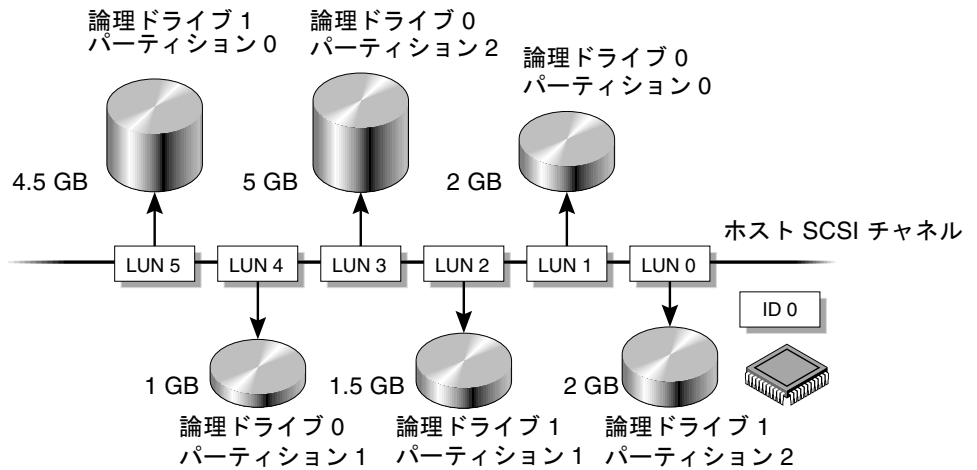 論理ドライブ 1
パーティション 0
論理ドライブ 0
パーティション 2
論理ドライブ 0
パーティション 0
4.5 GB
5 GB
2 GB
ホスト SCSI チャネル
LUN 5
LUN 4
LUN 3
LUN 2
LUN 1
LUN 0
ID 0
1 GB
1.5 GB
2 GB
論理ドライブ 0
パーティション 1
論理ドライブ 1
パーティション 1
論理ドライブ 1
パーティション 2